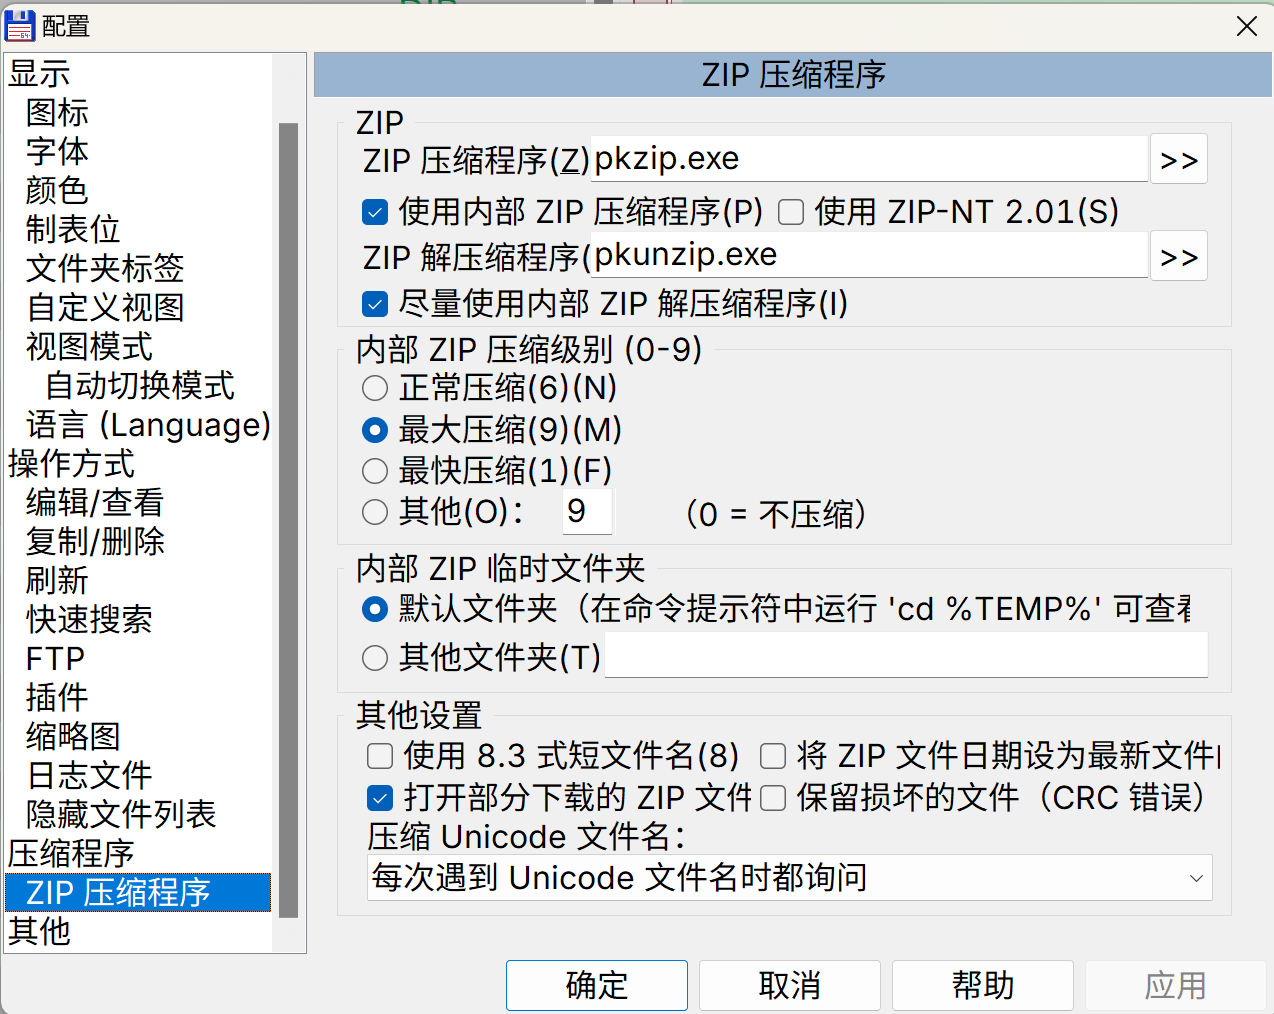 配置
显示
图标
字体
颜色
制表位
文件夹标签
自定义视图
视图模式
自动切换模式
语言 (Language)
操作方式
编辑/查看
复制/删除
刷新
快速搜索
FTP
插件
缩略图
日志文件
隐藏文件列表
压缩程序
ZIP 压缩程序
其他
ZIP 压缩程序
ZIP
ZIP 压缩程序(Z) pkzip.exe >>
使用内部 ZIP 压缩程序(P) 使用 ZIP-NT 2.01(S)
ZIP 解压缩程序( pkunzip.exe >>
尽量使用内部 ZIP 解压缩程序(I)
内部 ZIP 压缩级别 (0-9)
正常压缩(6)(N)
最大压缩(9)(M)
最快压缩(1)(F)
其他(O)： 9 （0 = 不压缩）
内部 ZIP 临时文件夹
默认文件夹（在命令提示符中运行 'cd %TEMP%' 可查看
其他文件夹(T)
其他设置
使用 8.3 式短文件名(8) 将 ZIP 文件日期设为最新文件
打开部分下载的 ZIP 文件 保留损坏的文件（CRC 错误）
压缩 Unicode 文件名：
每次遇到 Unicode 文件名时都询问
确定 取消 帮助 应用